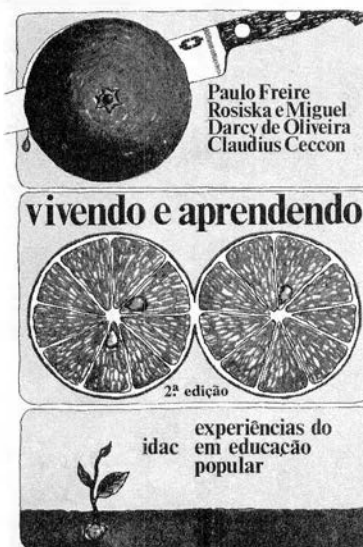 Paulo Freire
Rosiska e Miguel
Darcy de Oliveira
Claudius Ceccon
vivendo e aprendendo
2ª edição
experiências do
idac em educação
popular